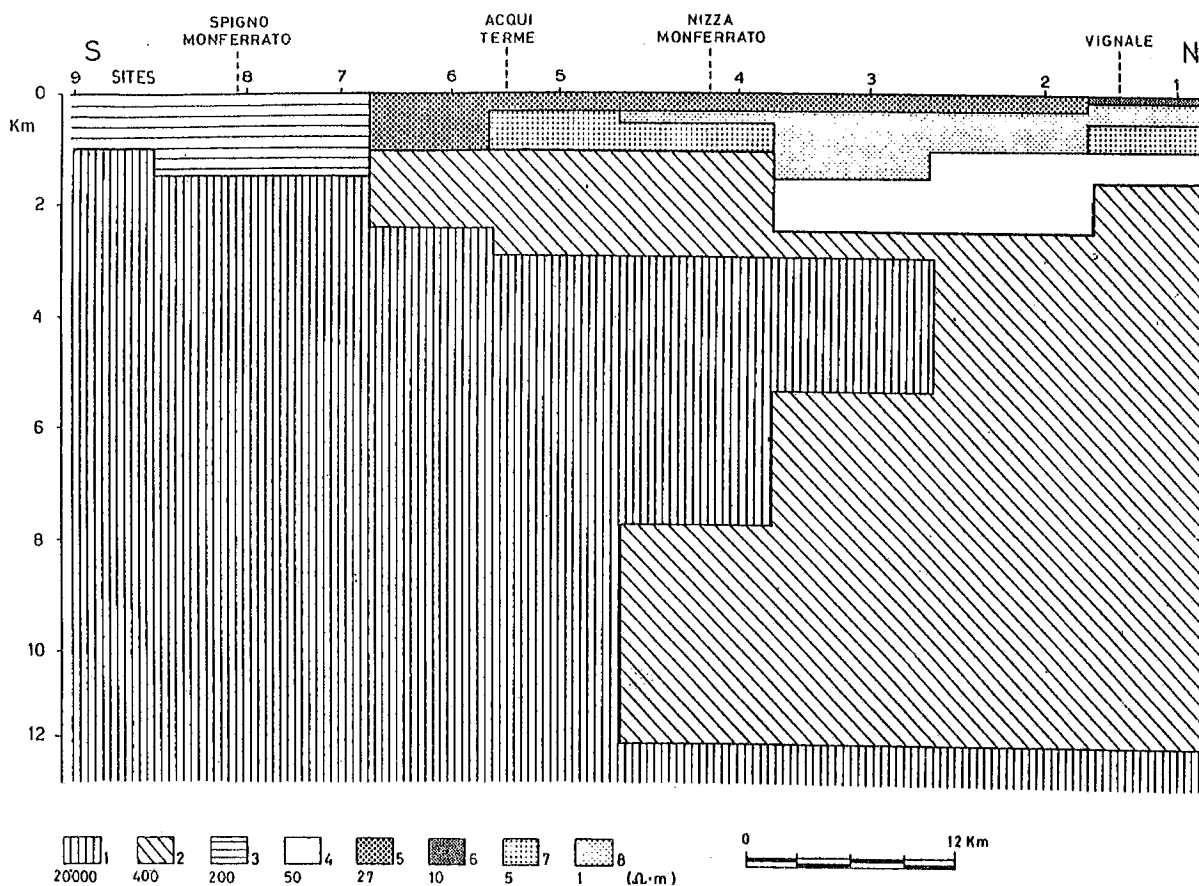 SPIGNO
MONFERRATO
ACQUI
TERME
NIZZA
MONFERRATO
VIGNALE
S
N
9 SITES 8 7 6 5 4 3 2 1
0
Km
2
4
6
8
10
12
1 2 3 4 5 6 7 8
20'000 400 200 50 27 10 5 1 (Ω·m)
0 12 Km